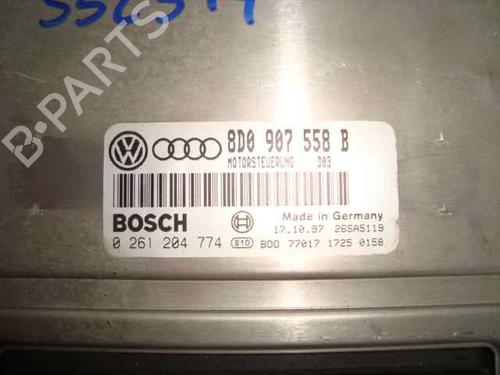 B-PARTS
8D0 907 558 B
MOTORSTEUERUNG D03
BOSCH
Made in Germany
17.10.97 26SA5119
0 261 204 774 810 B00 77017 1725 0158